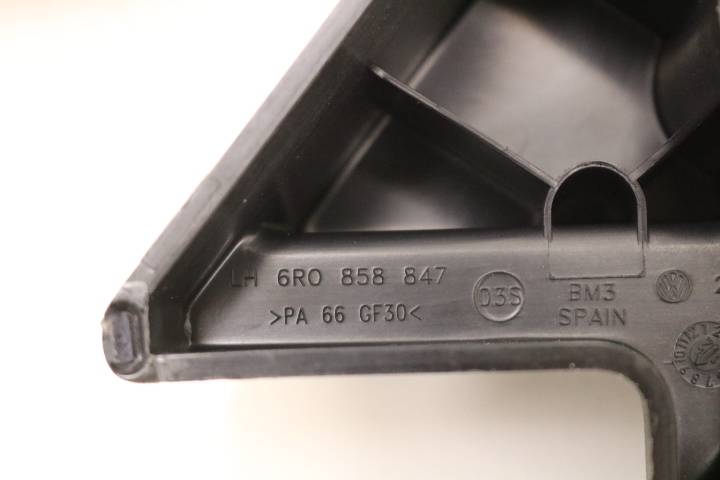 LH 6R0 858 847
>PA 66 GF30<
03S
BM3
SPAIN